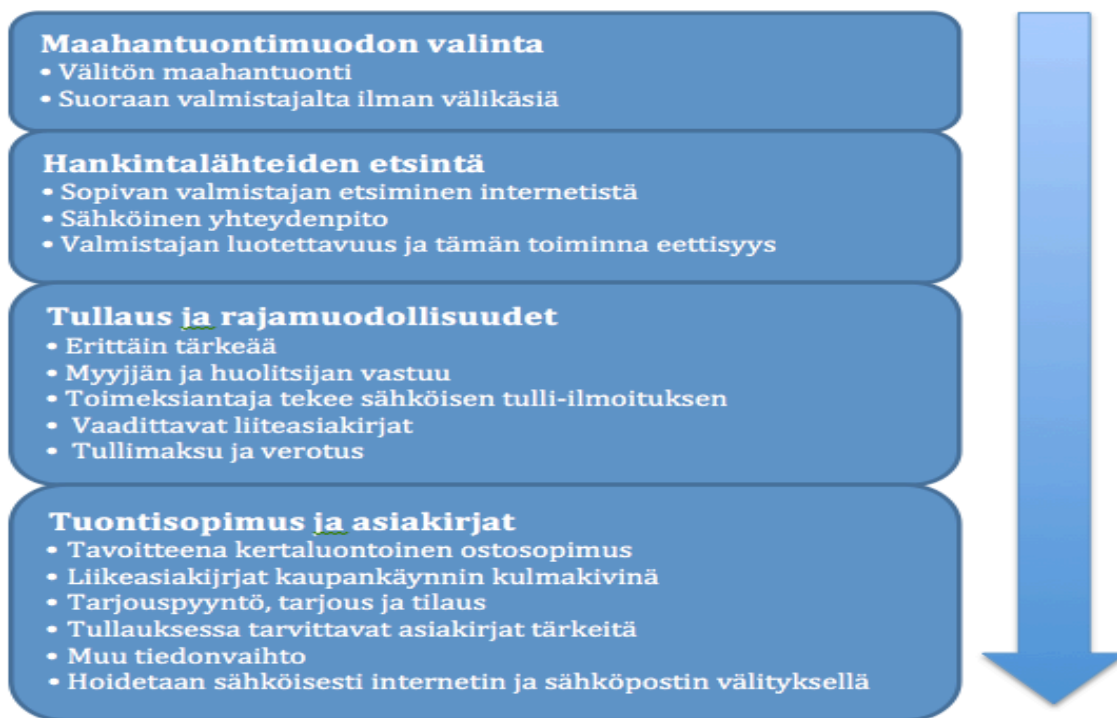 Maahantuontimuodon valinta
• Välitön maahantuonti
• Suoraan valmistajalta ilman välikäsiä
Hankintalähteiden etsintä
• Sopivan valmistajan etsiminen internetistä
• Sähköinen yhteydenpito
• Valmistajan luotettavuus ja tämän toiminna eettisyys
Tullaus ja rajamuodollisuudet
• Erittäin tärkeää
• Myyjjän ja huolitsijan vastuu
• Toimeksiantaja tekee sähköisen tulli-ilmoituksen
• Vaadittavat liiteasiakirjat
• Tullimaksu ja verotus
Tuontisopimus ja asiakirjat
• Tavoitteena kertaluontoinen ostosopimus
• Liikeasiakijrjat kaupankäynnin kulmakivinä
• Tarjouspyyntö, tarjous ja tilaus
• Tullauksessa tarvittavat asiakirjat tärkeitä
• Muu tiedonvaihto
• Hoidetaan sähköisesti internetin ja sähköpostin välityksellä